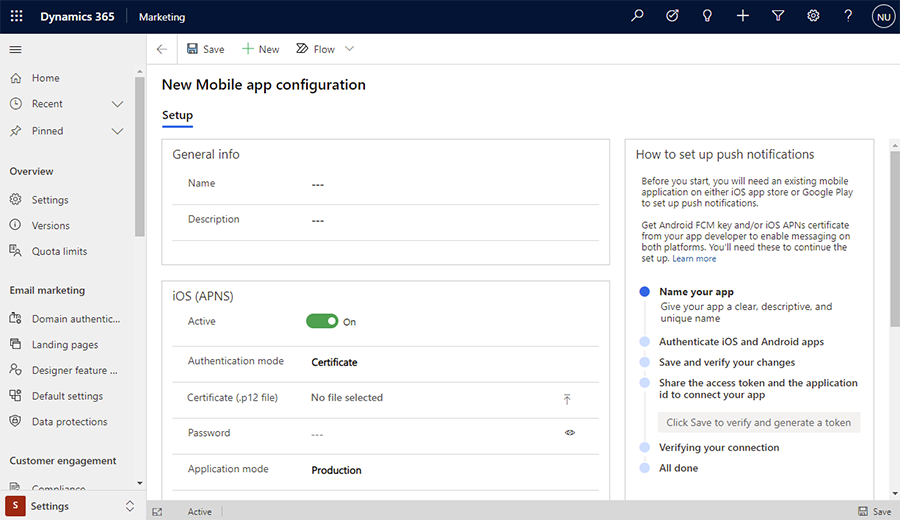 Dynamics 365
Marketing
NU
Save
New
Flow
Home
Recent
Pinned
Overview
Settings
Versions
Quota limits
Email marketing
Domain authentic...
Landing pages
Designer feature ...
Default settings
Data protections
Customer engagement
Compliance
S
Settings
New Mobile app configuration
Setup
General info
Name
---
Description
---
iOS (APNS)
Active
On
Authentication mode
Certificate
Certificate (.p12 file)
No file selected
Password
---
Application mode
Production
How to set up push notifications
Before you start, you will need an existing mobile
application on either iOS app store or Google Play
to set up push notifications.
Get Android FCM key and/or iOS APNs certificate
from your app developer to enable messaging on
both platforms. You'll need these to continue the
set up. Learn more
Name your app
Give your app a clear, descriptive, and
unique name
Authenticate iOS and Android apps
Save and verify your changes
Share the access token and the application
id to connect your app
Click Save to verify and generate a token
Verifying your connection
All done
Active
Save